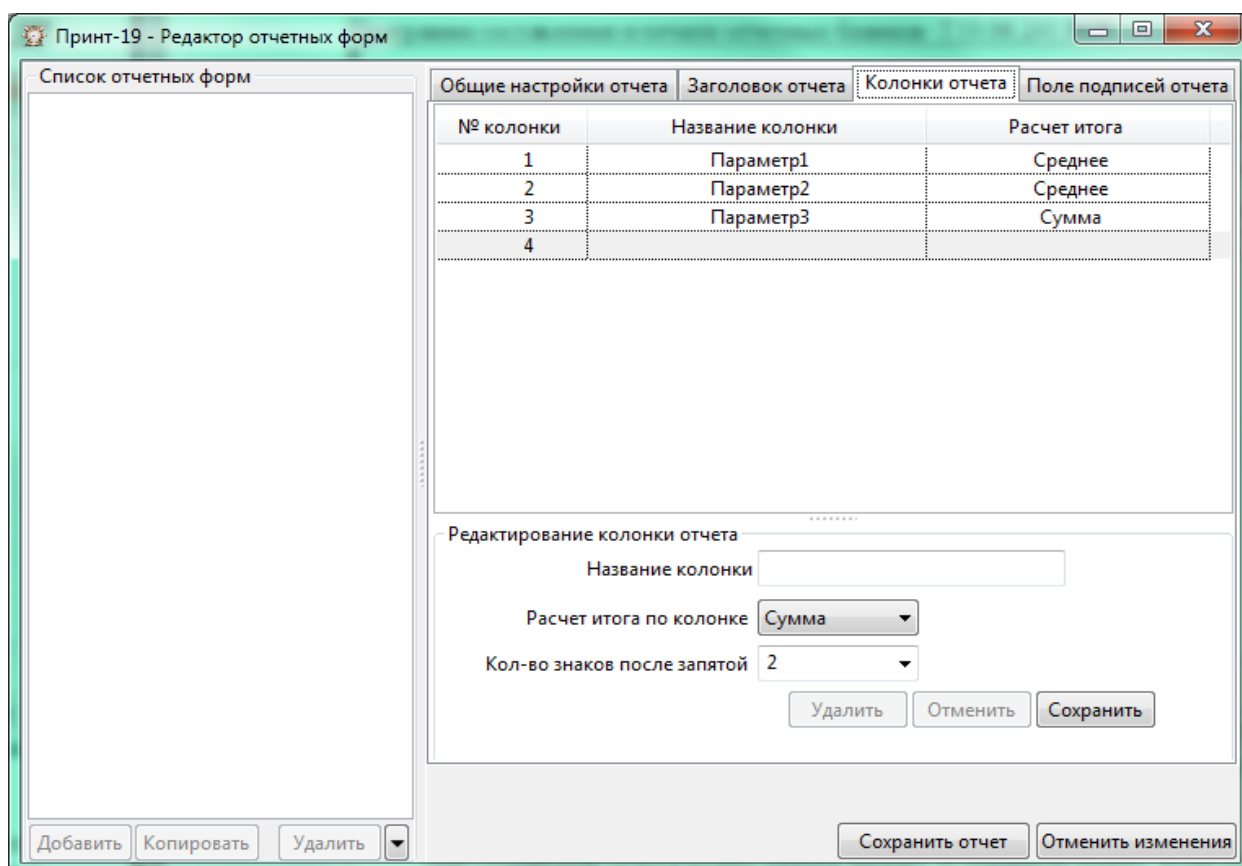 Принт-19 - Редактор отчетных форм
Список отчетных форм
Общие настройки отчета Заголовок отчета Колонки отчета Поле подписей отчета
№ колонки Название колонки Расчет итога
1 Параметр1 Среднее
2 Параметр2 Среднее
3 Параметр3 Сумма
4
Редактирование колонки отчета
Название колонки
Расчет итога по колонке Сумма
Кол-во знаков после запятой 2
Удалить Отменить Сохранить
Добавить Копировать Удалить Сохранить отчет Отменить изменения